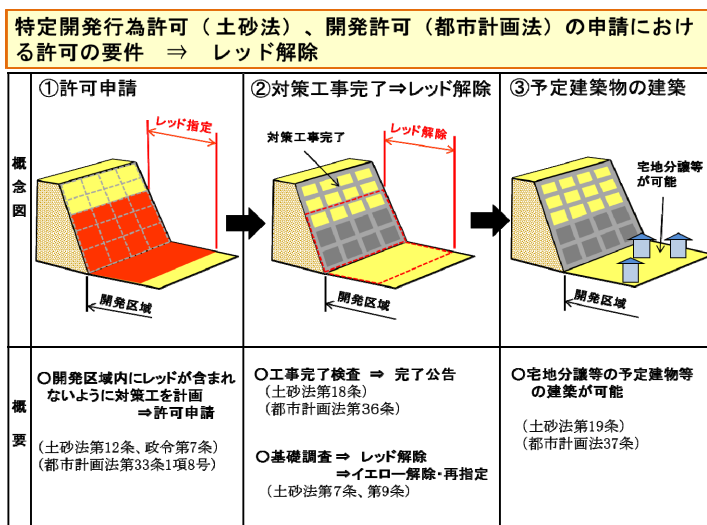 特定開発行為許可（土砂法）、開発許可（都市計画法）の申請におけ
る許可の要件　⇒　レッド解除
①許可申請
②対策工事完了⇒レッド解除
③予定建築物の建築
概念図
レッド指定
開発区域
対策工事完了
レッド解除
開発区域
宅地分譲等
が可能
開発区域
概要
〇開発区域内にレッドが含まれ
ないように対策工を計画
⇒許可申請
（土砂法第12条、政令第7条）
（都市計画法第33条1項8号）
〇工事完了検査　⇒　完了公告
（土砂法第18条）
（都市計画法第36条）
〇基礎調査⇒　レッド解除
⇒イエロー解除・再指定
（土砂法第7条、第9条）
〇宅地分譲等の予定建物等
の建築が可能
（土砂法第19条）
（都市計画法37条）